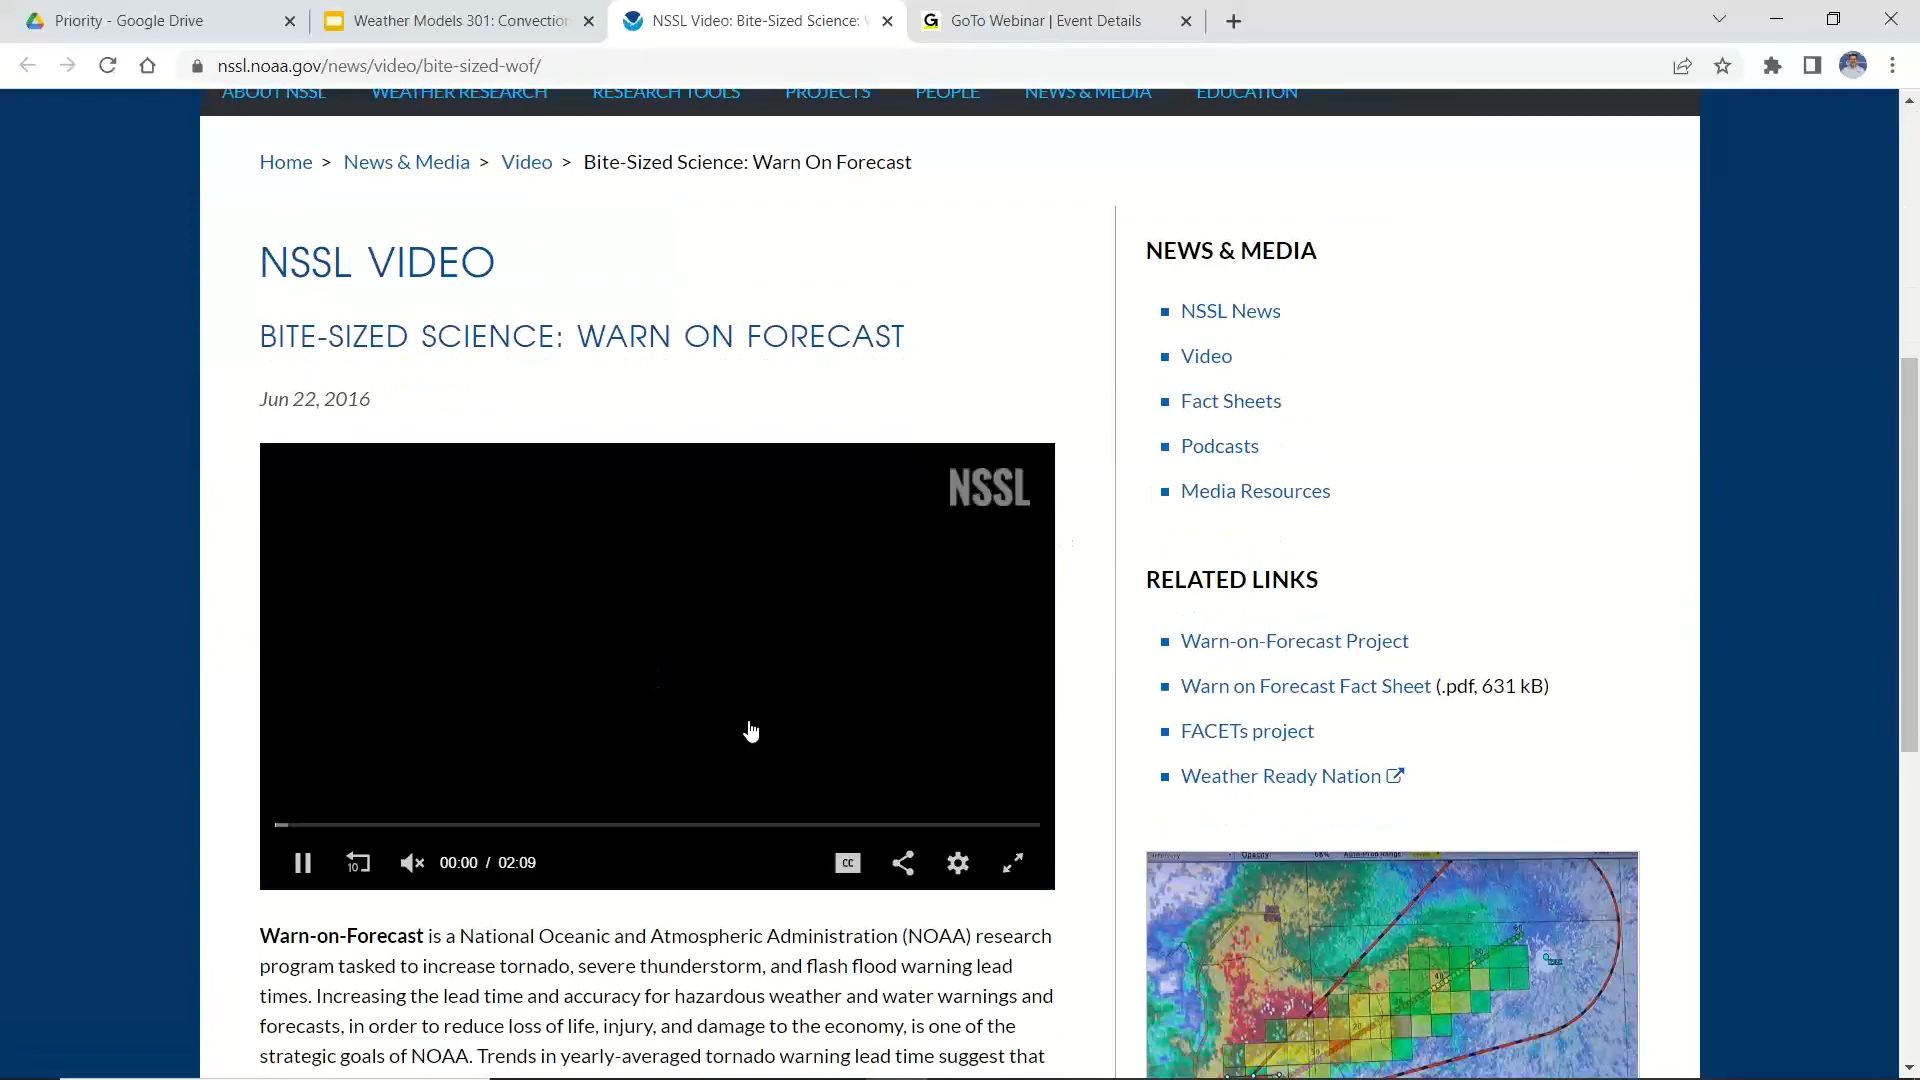 Priority - Google Drive
Weather Models 301: Convection
NSSL Video: Bite-Sized Science:
GoTo Webinar | Event Details
nssl.noaa.gov/news/video/bite-sized-wof/
ABOUT NSSL WEATHER RESEARCH RESEARCH TOOLS PROJECTS PEOPLE NEWS & MEDIA EDUCATION
Home > News & Media > Video > Bite-Sized Science: Warn On Forecast
NSSL VIDEO
BITE-SIZED SCIENCE: WARN ON FORECAST
Jun 22, 2016
NSSL
10
00:00 / 02:09
CC
Warn-on-Forecast is a National Oceanic and Atmospheric Administration (NOAA) research
program tasked to increase tornado, severe thunderstorm, and flash flood warning lead
times. Increasing the lead time and accuracy for hazardous weather and water warnings and
forecasts, in order to reduce loss of life, injury, and damage to the economy, is one of the
strategic goals of NOAA. Trends in yearly-averaged tornado warning lead time suggest that
NEWS & MEDIA
NSSL News
Video
Fact Sheets
Podcasts
Media Resources
RELATED LINKS
Warn-on-Forecast Project
Warn on Forecast Fact Sheet (.pdf, 631 kB)
FACETs project
Weather Ready Nation